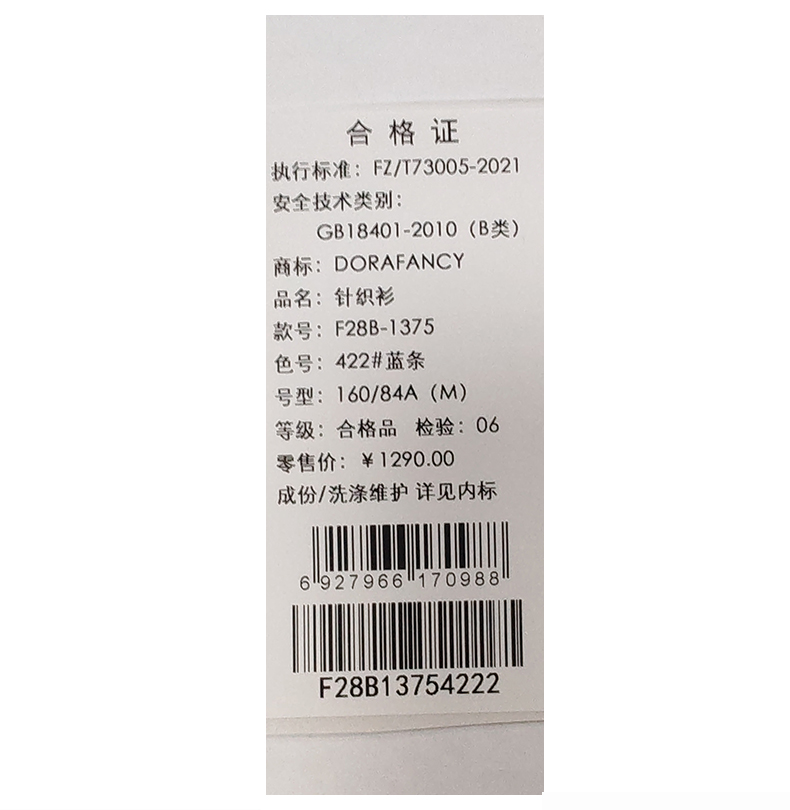 合格证
执行标准：FZ/T73005-2021
安全技术类别：
GB18401-2010（B类）
商标：DORAFANCY
品名：针织衫
款号：F28B-1375
色号：422#蓝条
号型：160/84A（M）
等级：合格品 检验：06
零售价：￥1290.00
成份/洗涤维护 详见内标
6 927966 170988
F28B13754222